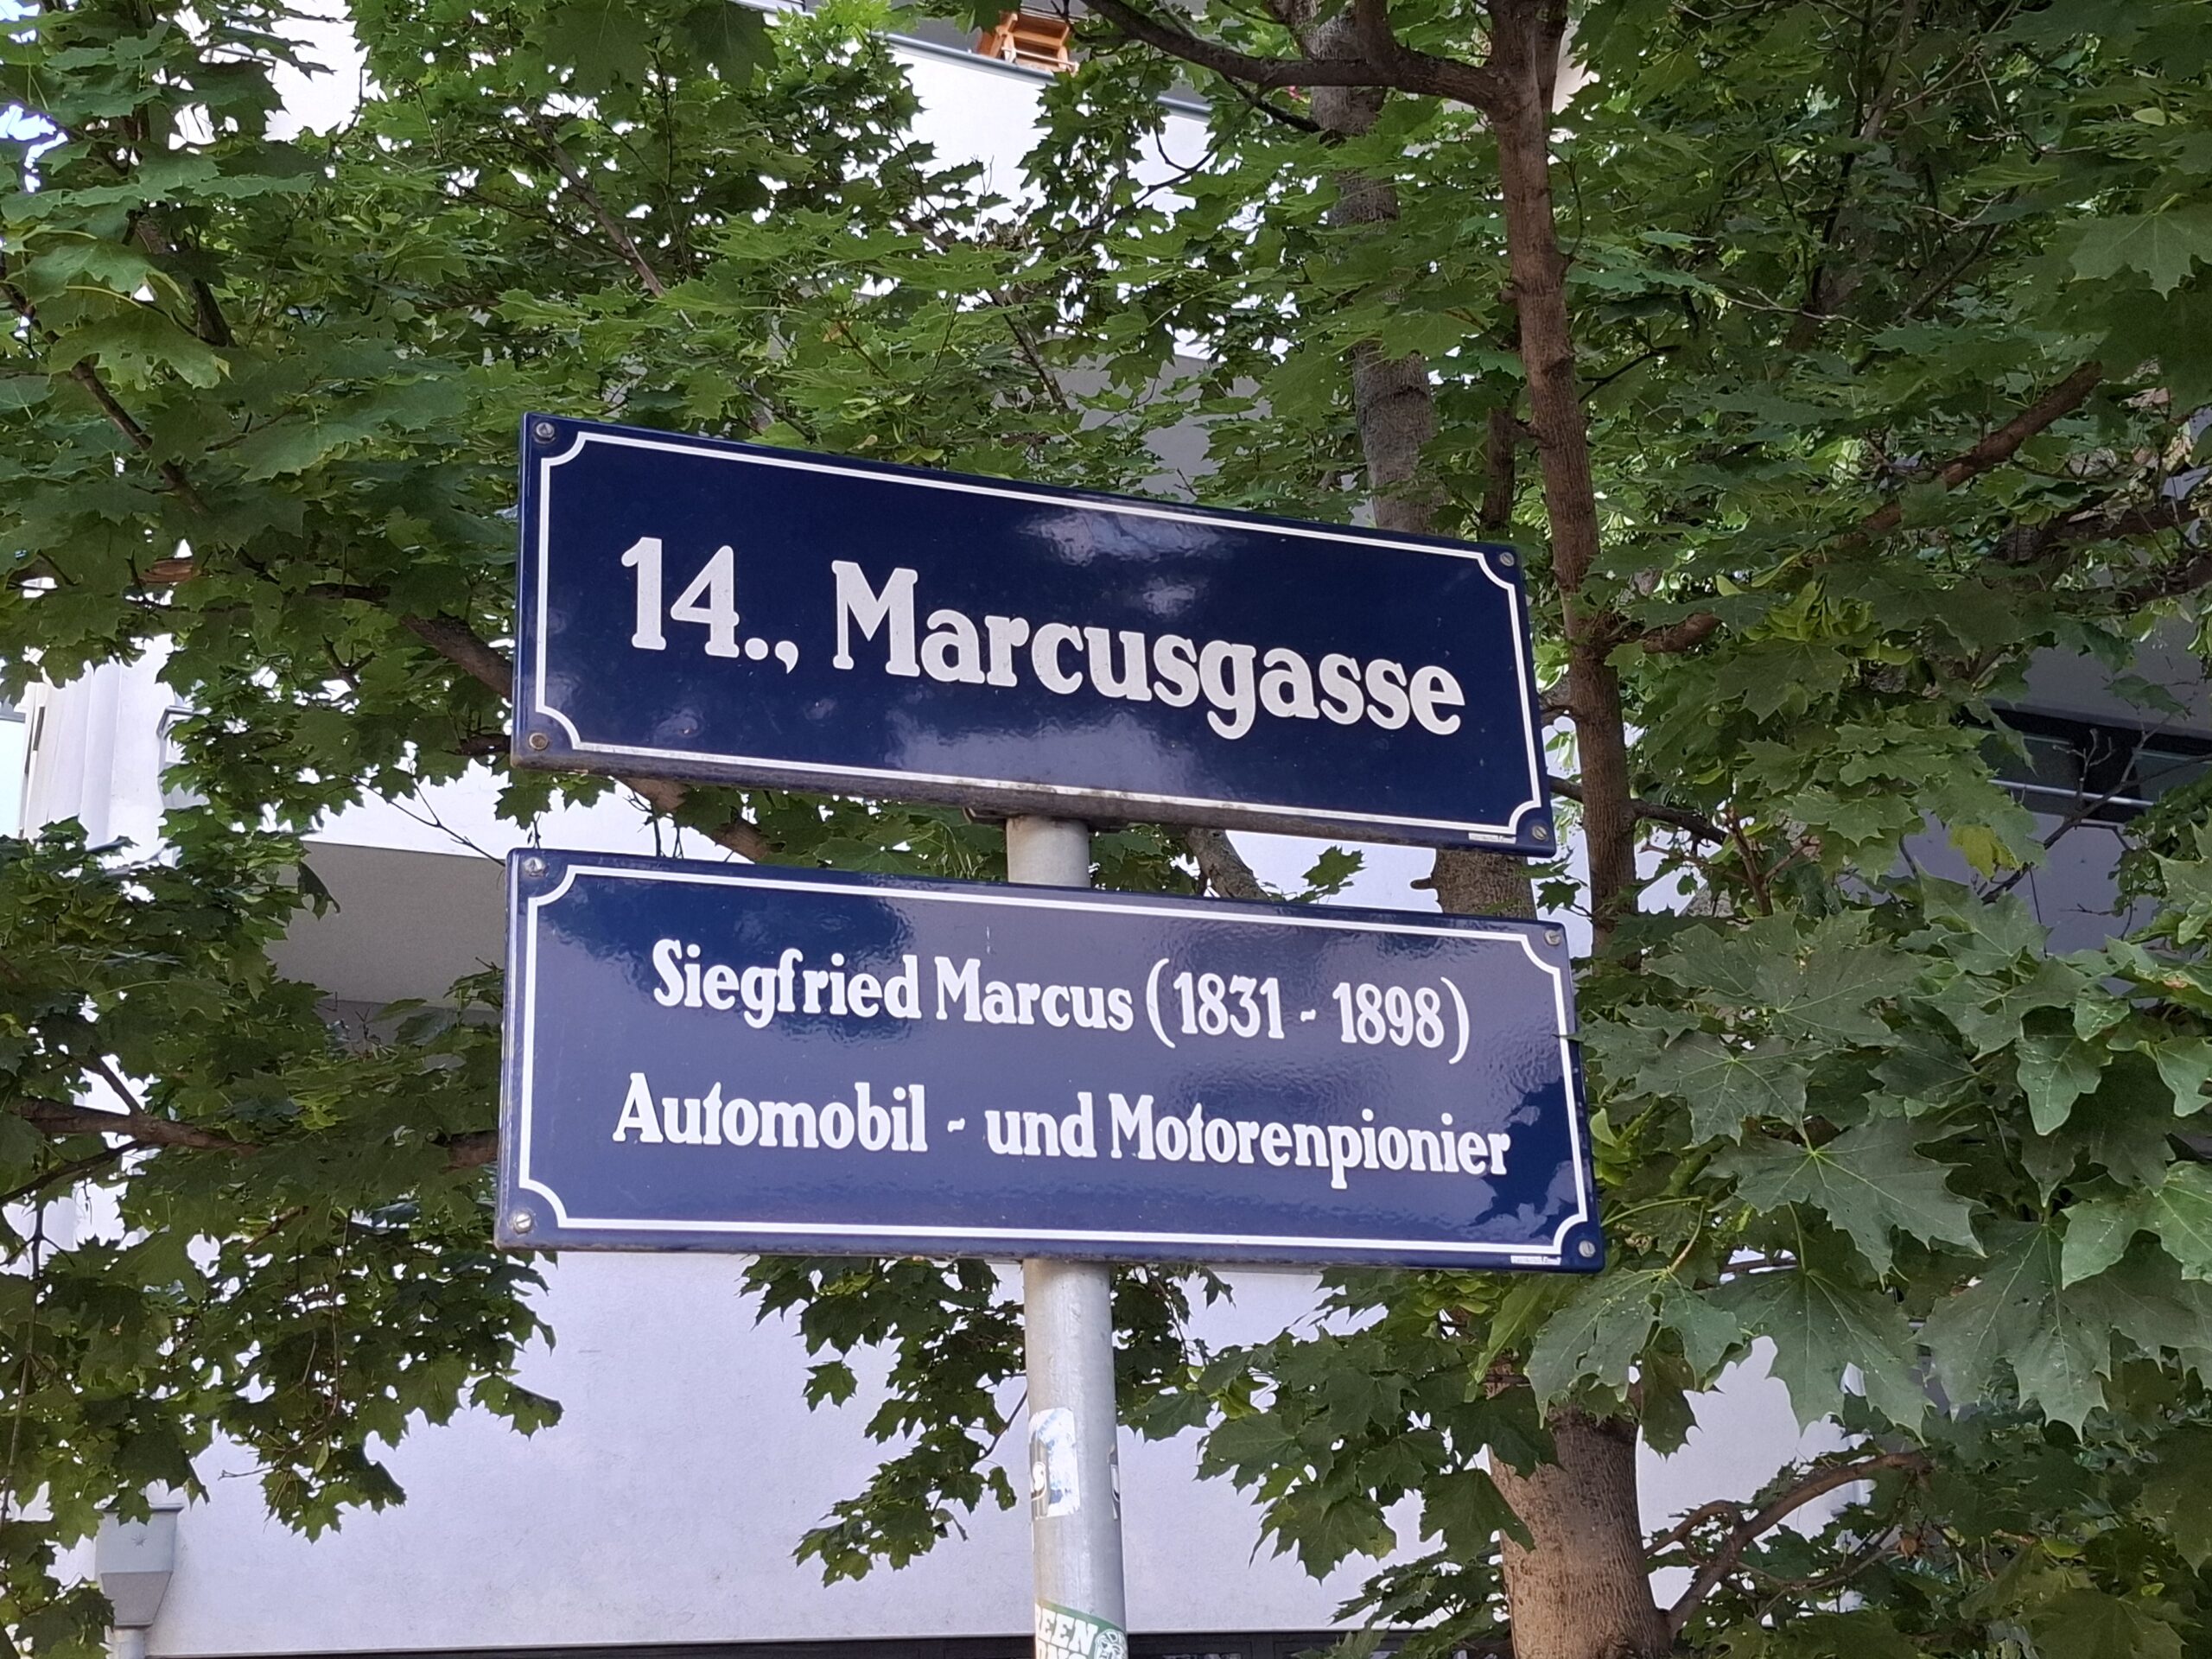 14., Marcusgasse
Siegfried Marcus (1831 - 1898)
Automobil - und Motorenpionier